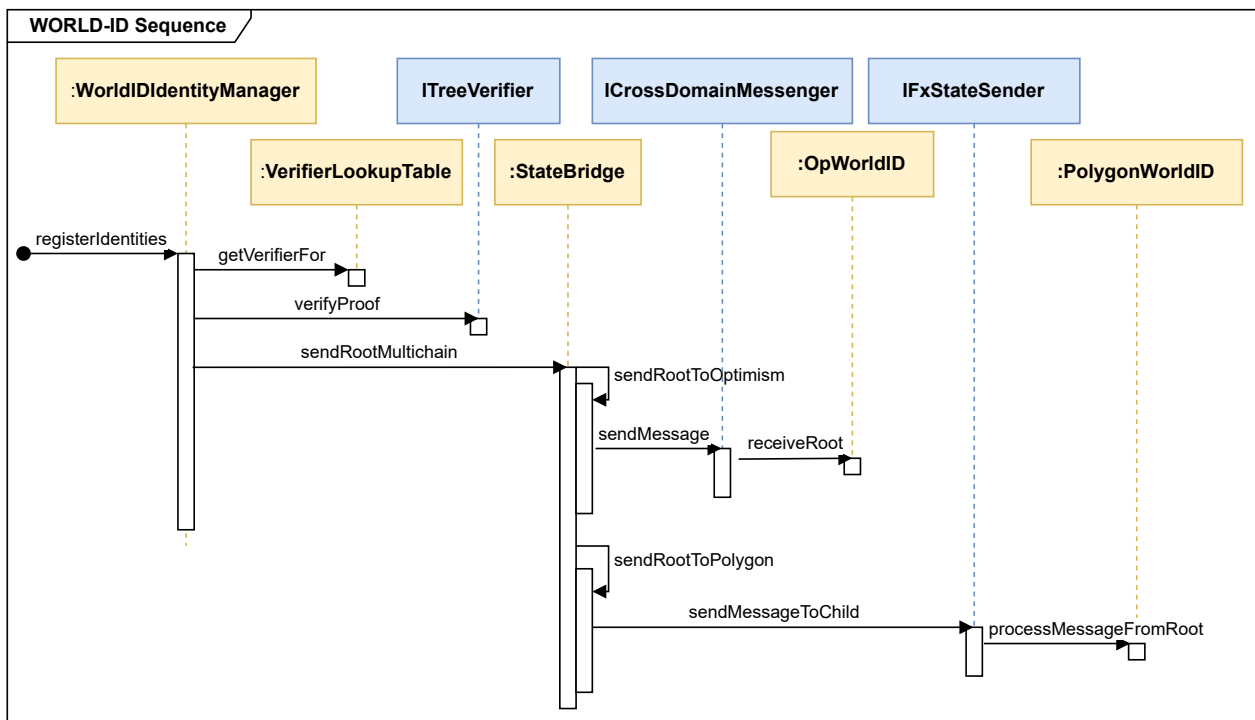 WORLD-ID Sequence
:WorldIDIdentityManager
ITreeVerifier
ICrossDomainMessenger
IFxStateSender
:VerifierLookupTable
:StateBridge
:OpWorldID
:PolygonWorldID
registerIdentities
getVerifierFor
verifyProof
sendRootMultichain
sendRootToOptimism
sendMessage
receiveRoot
sendRootToPolygon
sendMessageToChild
processMessageFromRoot